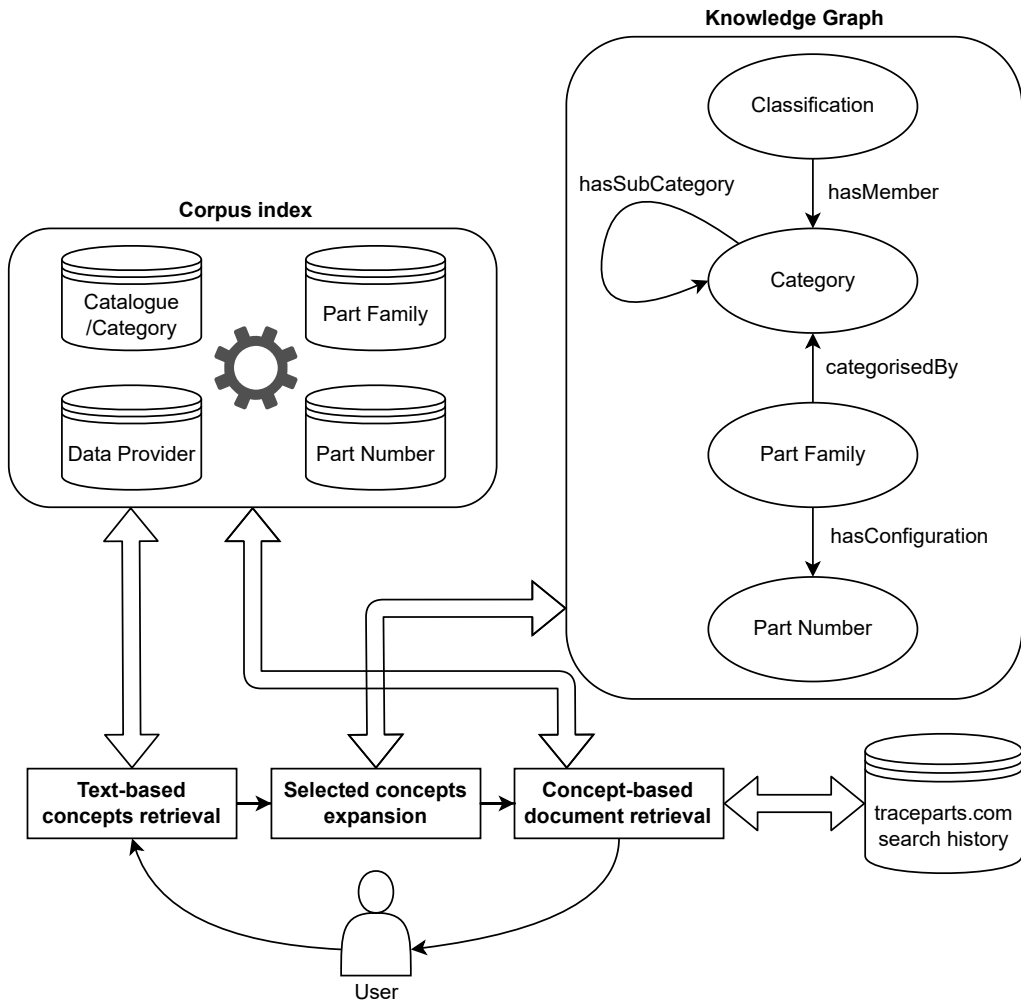 Knowledge Graph
Classification
hasSubCategory
hasMember
Category
categorisedBy
Part Family
hasConfiguration
Part Number
Corpus index
Catalogue
/Category
Part Family
Data Provider
Part Number
Text-based
concepts retrieval
Selected concepts
expansion
Concept-based
document retrieval
traceparts.com
search history
User